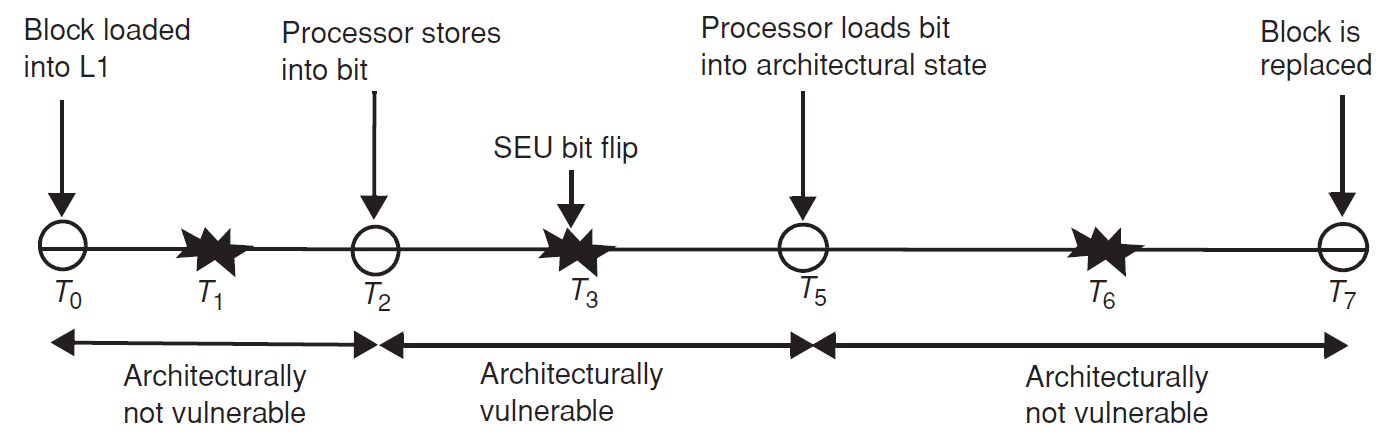 Block loaded
into L1
Processor stores
into bit
SEU bit flip
Processor loads bit
into architectural state
Block is
replaced
T0
T1
T2
T3
T5
T6
T7
Architecturally
not vulnerable
Architecturally
vulnerable
Architecturally
not vulnerable